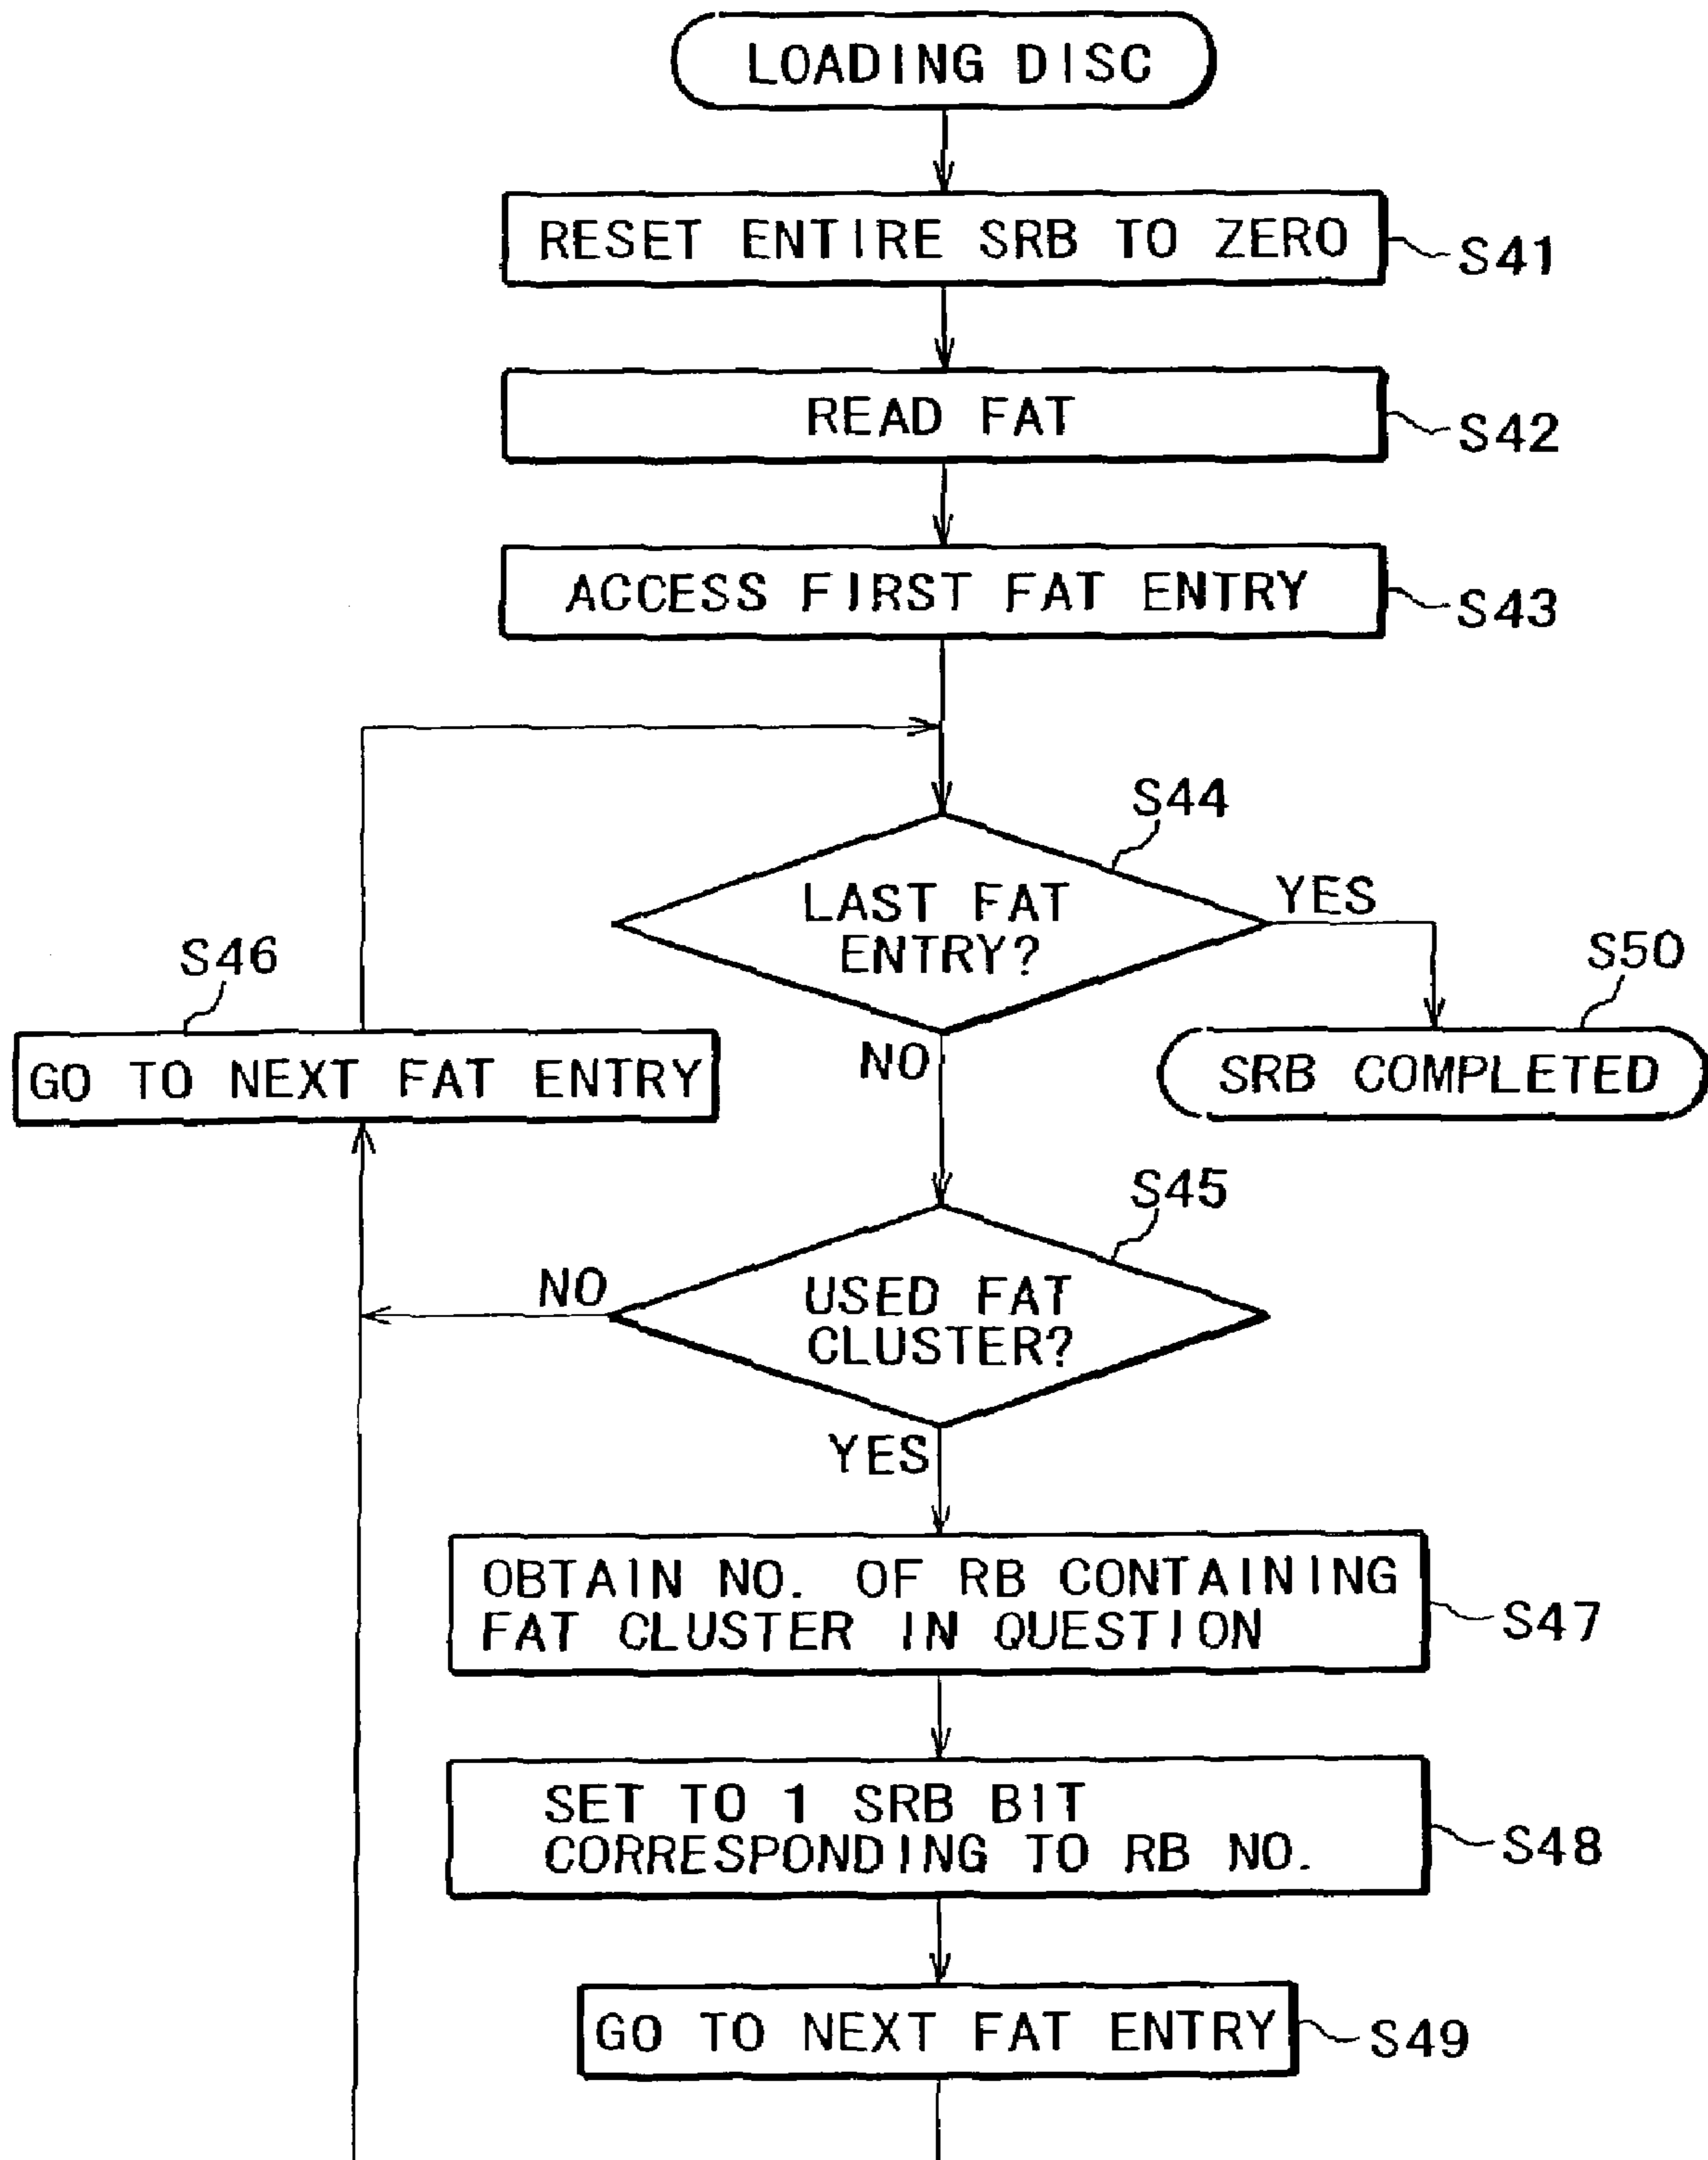 LOADING DISC
RESET ENTIRE SRB TO ZERO
S41
READ FAT
S42
ACCESS FIRST FAT ENTRY
S43
S44
LAST FAT
ENTRY?
YES
S46
S50
GO TO NEXT FAT ENTRY
NO
SRB COMPLETED
S45
NO
USED FAT
CLUSTER?
YES
OBTAIN NO. OF RB CONTAINING
FAT CLUSTER IN QUESTION
S47
SET TO 1 SRB BIT
CORRESPONDING TO RB NO.
S48
GO TO NEXT FAT ENTRY
S49